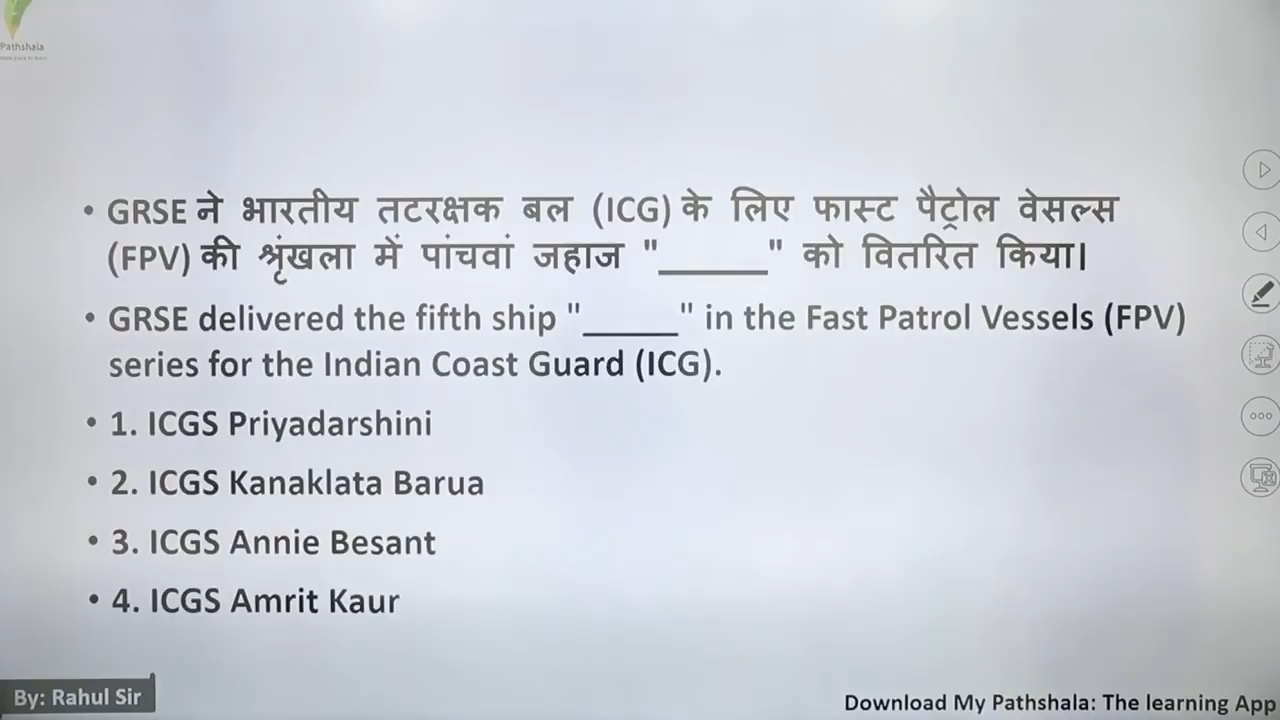 Pathshala
• GRSE ने भारतीय तटरक्षक बल (ICG) के लिए फास्ट पैट्रोल वेसल्स
(FPV) की श्रृंखला में पांचवां जहाज "______" को वितरित किया।
• GRSE delivered the fifth ship "_____" in the Fast Patrol Vessels (FPV)
series for the Indian Coast Guard (ICG).
• 1. ICGS Priyadarshini
• 2. ICGS Kanaklata Barua
• 3. ICGS Annie Besant
• 4. ICGS Amrit Kaur
By: Rahul Sir
Download My Pathshala: The learning App